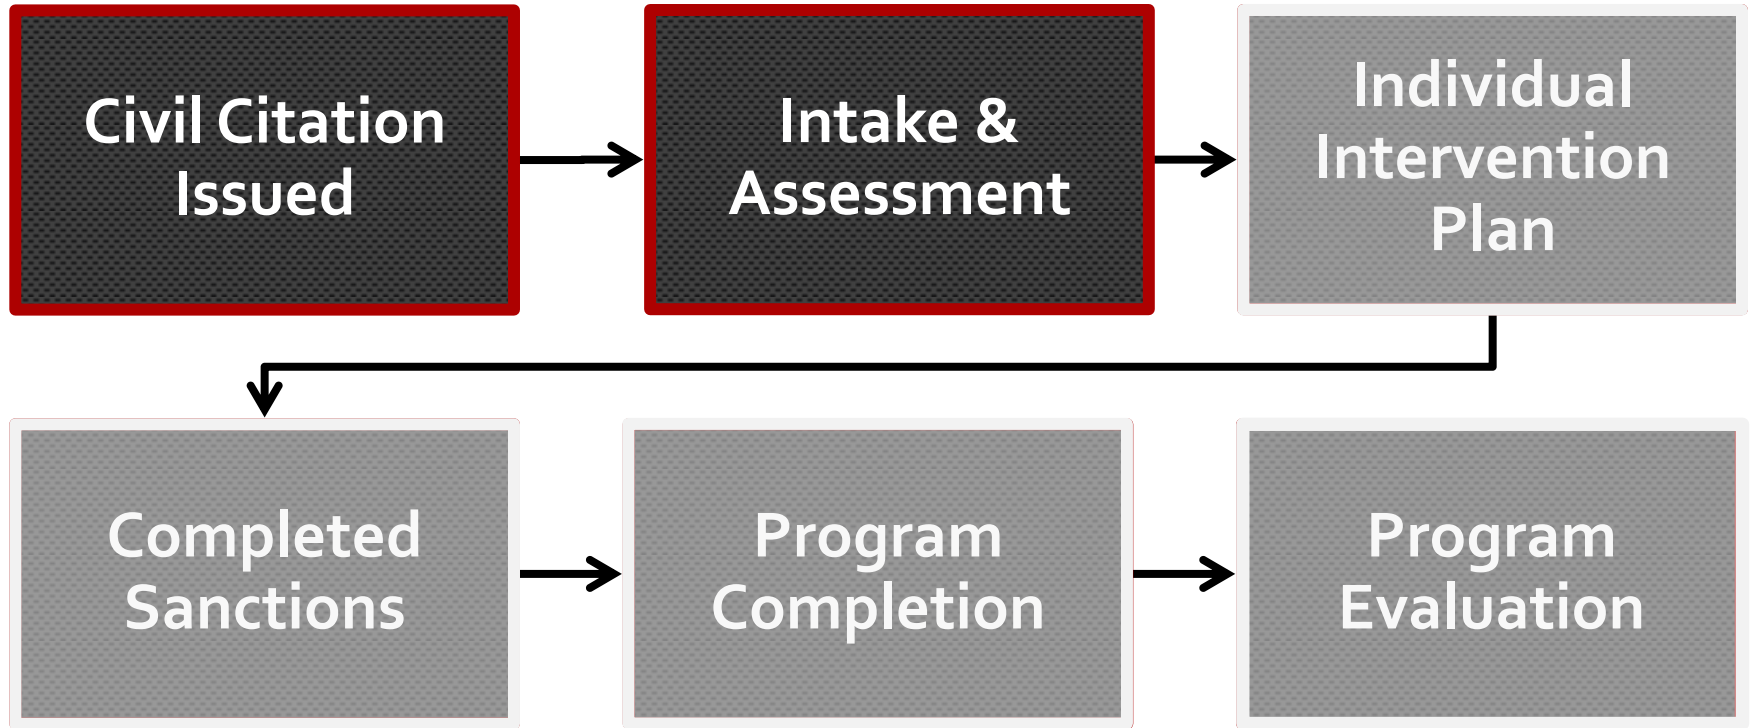 Civil Citation
Issued
Intake &
Assessment
Individual
Intervention
Plan
Completed
Sanctions
Program
Completion
Program
Evaluation